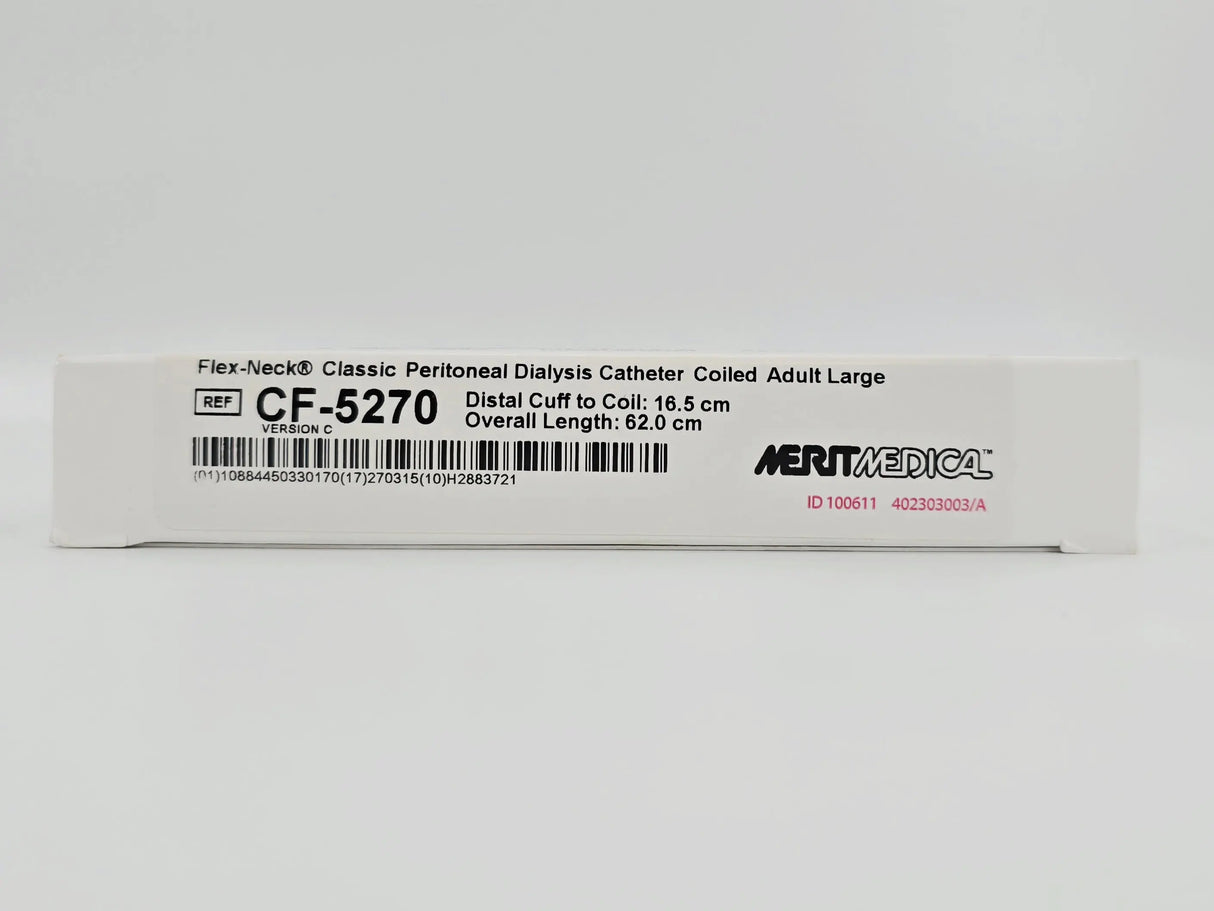 Flex-Neck® Classic Peritoneal Dialysis Catheter Coiled Adult Large
REF CF-5270 Distal Cuff to Coil: 16.5 cm
VERSION C Overall Length: 62.0 cm
(01)10884450330170(17)270315(10)H2883721
MERITMEDICAL™
ID 100611 402303003/A